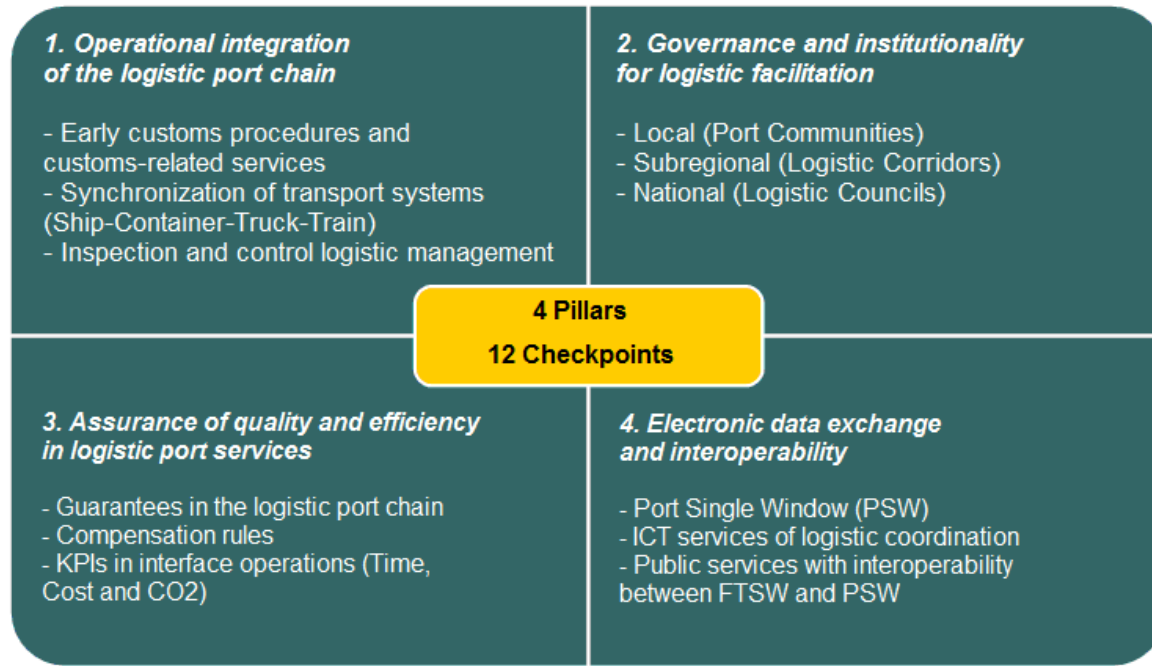 1. Operational integration
of the logistic port chain
- Early customs procedures and
customs-related services
- Synchronization of transport systems
(Ship-Container-Truck-Train)
- Inspection and control logistic management
2. Governance and institutionality
for logistic facilitation
- Local (Port Communities)
- Subregional (Logistic Corridors)
- National (Logistic Councils)
4 Pillars
12 Checkpoints
3. Assurance of quality and efficiency
in logistic port services
- Guarantees in the logistic port chain
- Compensation rules
- KPIs in interface operations (Time,
Cost and CO2)
4. Electronic data exchange
and interoperability
- Port Single Window (PSW)
- ICT services of logistic coordination
- Public services with interoperability
between FTSW and PSW